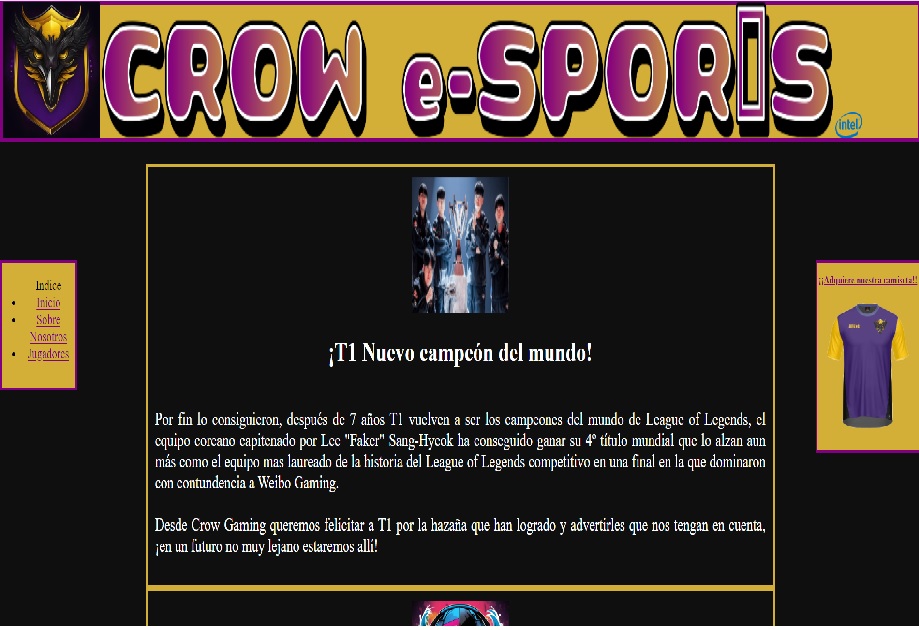 CROW e-SPOR▯S
intel
Indice
Inicio
Sobre
Nosotros
Jugadores
¡¡Adquiere nuestra camiseta!!
¡T1 Nuevo campeón del mundo!
Por fin lo consiguieron, después de 7 años T1 vuelven a ser los campeones del mundo de League of Legends, el
equipo coreano capitenado por Lee "Faker" Sang-Hyeok ha conseguido ganar su 4º título mundial que lo alzan aun
más como el equipo mas laureado de la historia del League of Legends competitivo en una final en la que dominaron
con contundencia a Weibo Gaming.
Desde Crow Gaming queremos felicitar a T1 por la hazaña que han logrado y advertirles que nos tengan en cuenta,
¡en un futuro no muy lejano estaremos allí!